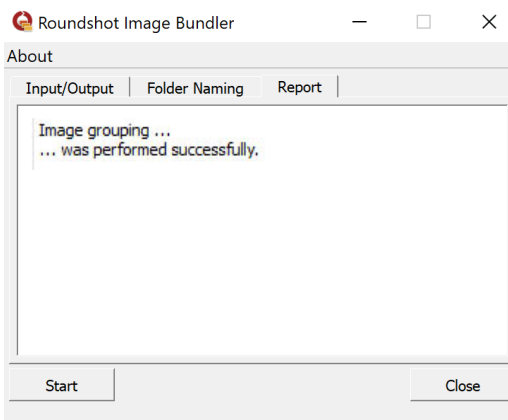 Roundshot Image Bundler
About
Input/Output
Folder Naming
Report
Image grouping ...
... was performed successfully.
Start
Close